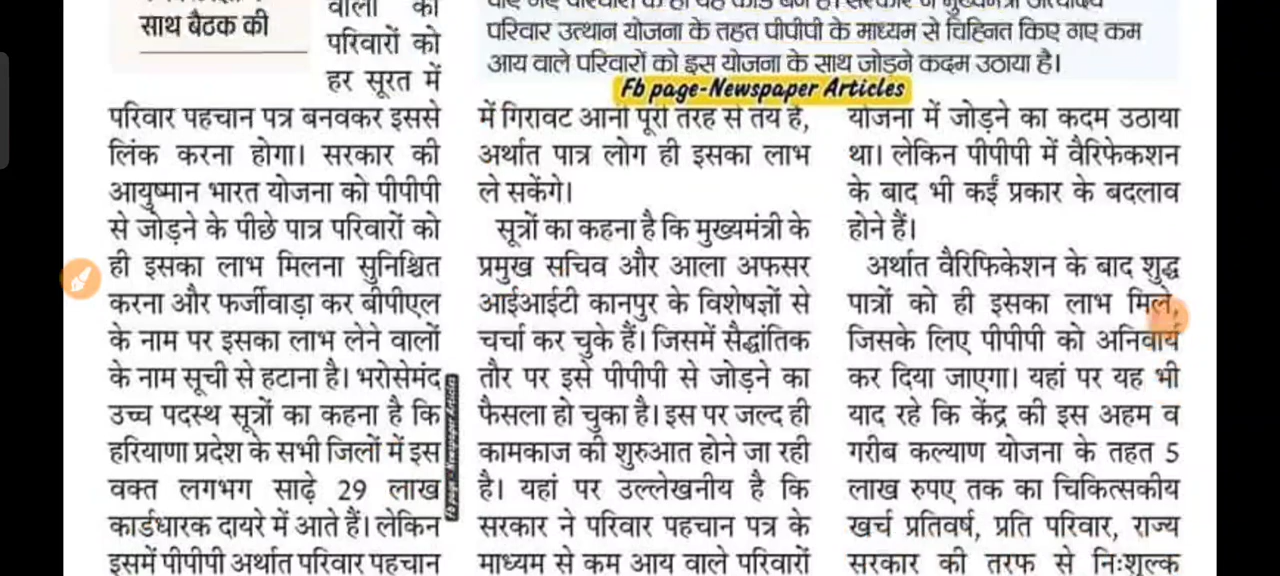 साथ बैठक की
वालों को
परिवारों को
हर सूरत में
परिवार पहचान पत्र बनवाकर इससे
लिंक करना होगा। सरकार की
आयुष्मान भारत योजना को पीपीपी
से जोड़ने के पीछे पात्र परिवारों को
ही इसका लाभ मिलना सुनिश्चित
करना और फर्जीवाड़ा कर बीपीएल
के नाम पर इसका लाभ लेने वालों
के नाम सूची से हटाना है। भरोसेमंद
उच्च पदस्थ सूत्रों का कहना है कि
हरियाणा प्रदेश के सभी जिलों में इस
वक्त लगभग साढ़े 29 लाख
कार्डधारक दायरे में आते हैं। लेकिन
इसमें पीपीपी अर्थात परिवार पहचान
परिवार उत्थान योजना के तहत पीपीपी के माध्यम से चिह्नित किए गए कम
आय वाले परिवारों को इस योजना के साथ जोड़ने कदम उठाया है।
Fb page-Newspaper Articles
में गिरावट आना पूरी तरह से तय है,
अर्थात पात्र लोग ही इसका लाभ
ले सकेंगे।
सूत्रों का कहना है कि मुख्यमंत्री के
प्रमुख सचिव और आला अफसर
आईआईटी कानपुर के विशेषज्ञों से
चर्चा कर चुके हैं। जिसमें सैद्धांतिक
तौर पर इसे पीपीपी से जोड़ने का
फैसला हो चुका है। इस पर जल्द ही
कामकाज की शुरुआत होने जा रही
है। यहां पर उल्लेखनीय है कि
सरकार ने परिवार पहचान पत्र के
माध्यम से कम आय वाले परिवारों
Fb page - Newspaper Articles
योजना में जोड़ने का कदम उठाया
था। लेकिन पीपीपी में वैरिफेकशन
के बाद भी कईं प्रकार के बदलाव
होने हैं।
अर्थात वैरिफिकेशन के बाद शुद्ध
पात्रों को ही इसका लाभ मिले,
जिसके लिए पीपीपी को अनिवार्य
कर दिया जाएगा। यहां पर यह भी
याद रहे कि केंद्र की इस अहम व
गरीब कल्याण योजना के तहत 5
लाख रुपए तक का चिकित्सकीय
खर्च प्रतिवर्ष, प्रति परिवार, राज्य
सरकार की तरफ से निःशुल्क